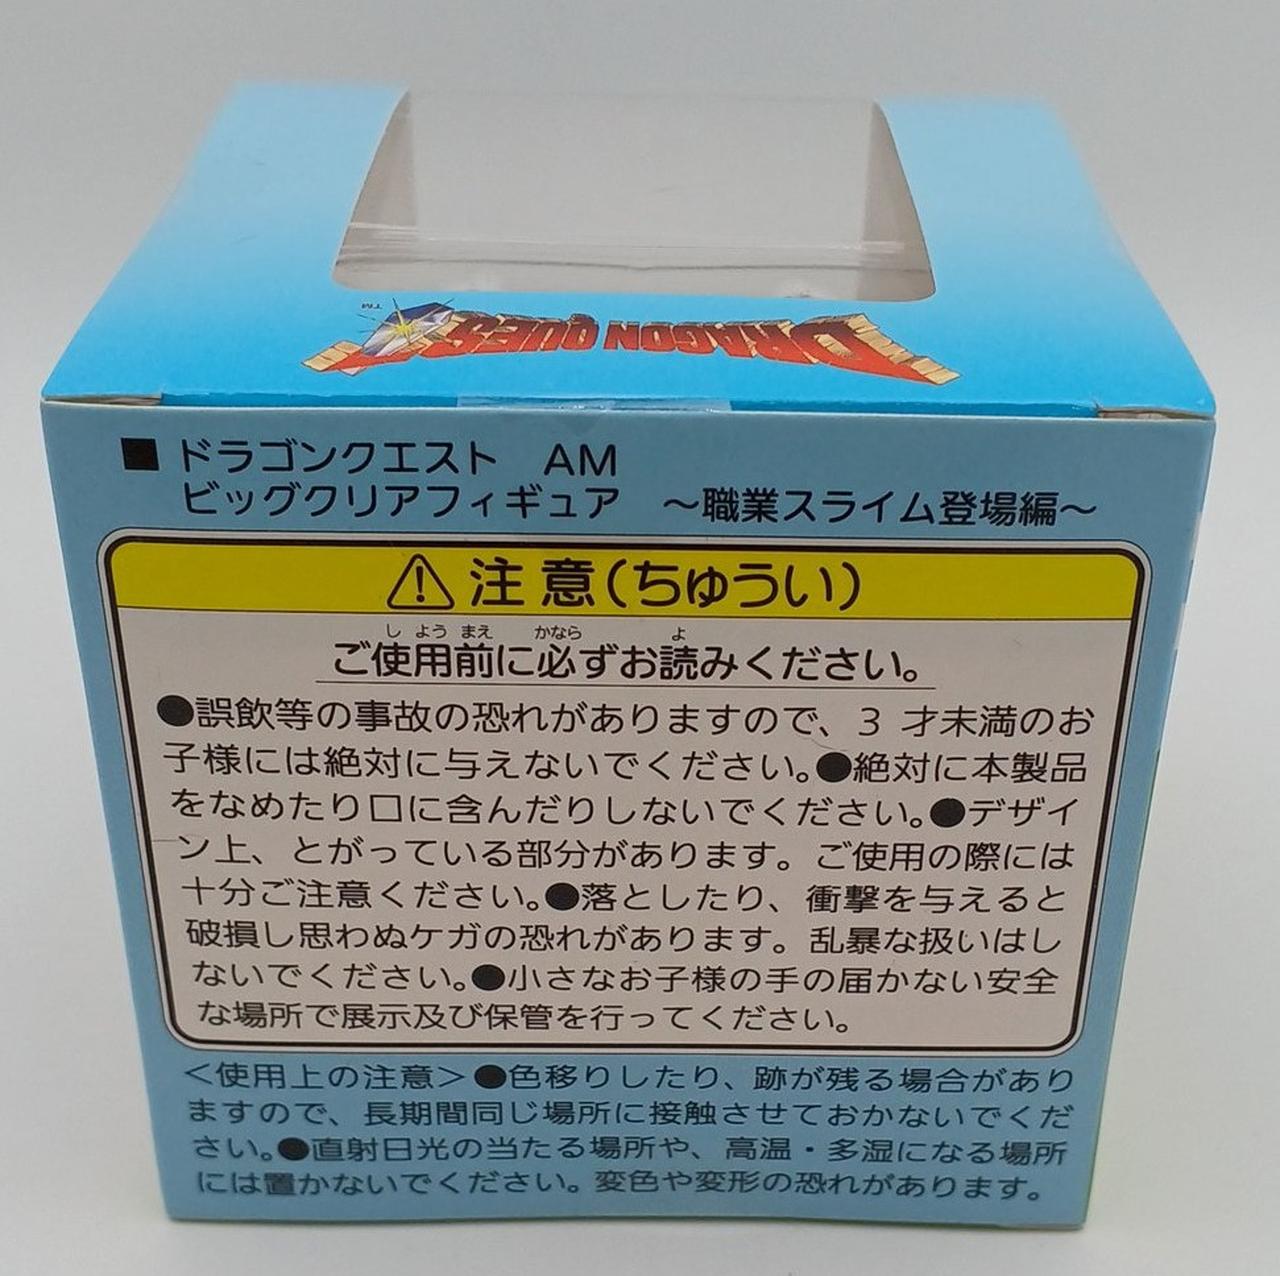 DRAGON QUEST
TM
■ドラゴンクエスト　AM
ビッグクリアフィギュア　～職業スライム登場編～
注意(ちゅうい)
しようまえ　かなら　よ
ご使用前に必ずお読みください。
●誤飲等の事故の恐れがありますので、3 才未満のお
子様には絶対に与えないでください。●絶対に本製品
をなめたり口に含んだりしないでください。●デザイ
ン上、とがっている部分があります。ご使用の際には
十分ご注意ください。●落としたり、衝撃を与えると
破損し思わぬケガの恐れがあります。乱暴な扱いはし
ないでください。●小さなお子様の手の届かない安全
な場所で展示及び保管を行ってください。
＜使用上の注意＞●色移りしたり、跡が残る場合があり
ますので、長期間同じ場所に接触させておかないでくだ
さい。●直射日光の当たる場所や、高温・多湿になる場所
には置かないでください。変色や変形の恐れがあります。